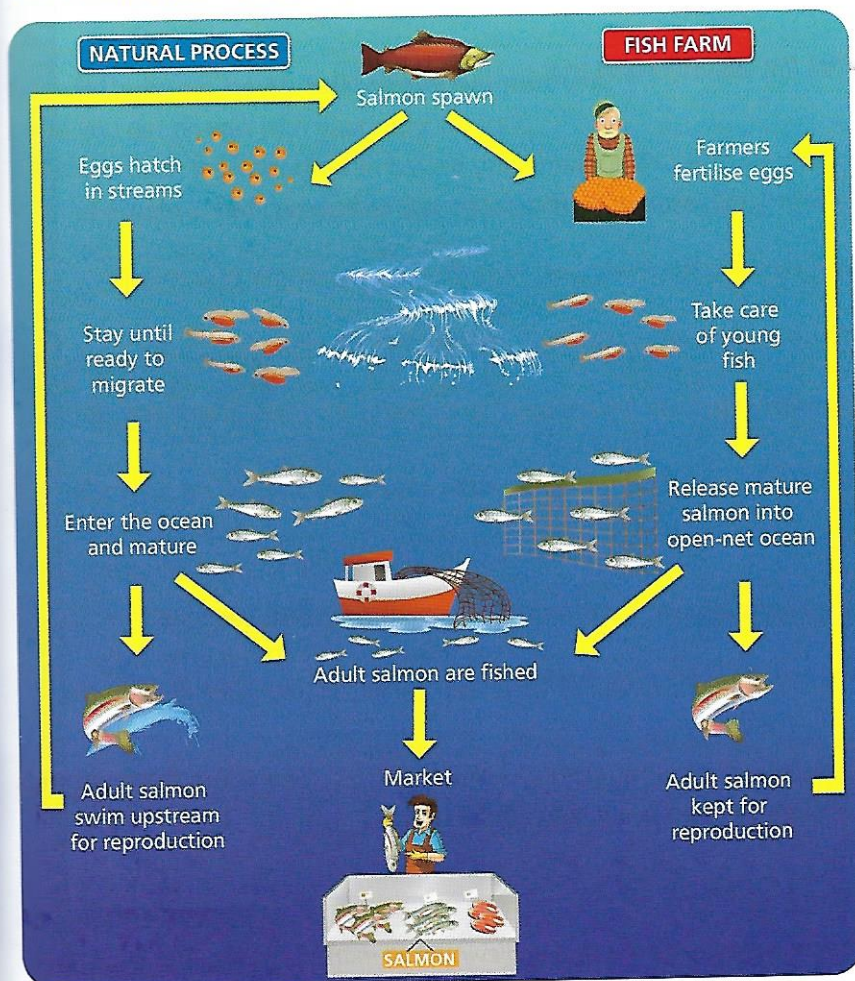 NATURAL PROCESS
FISH FARM
Salmon spawn
Eggs hatch
in streams
Farmers
fertilise eggs
Stay until
ready to
migrate
Take care
of young
fish
Enter the ocean
and mature
Release mature
salmon into
open-net ocean
Adult salmon are fished
Adult salmon
swim upstream
for reproduction
Market
Adult salmon
kept for
reproduction
SALMON